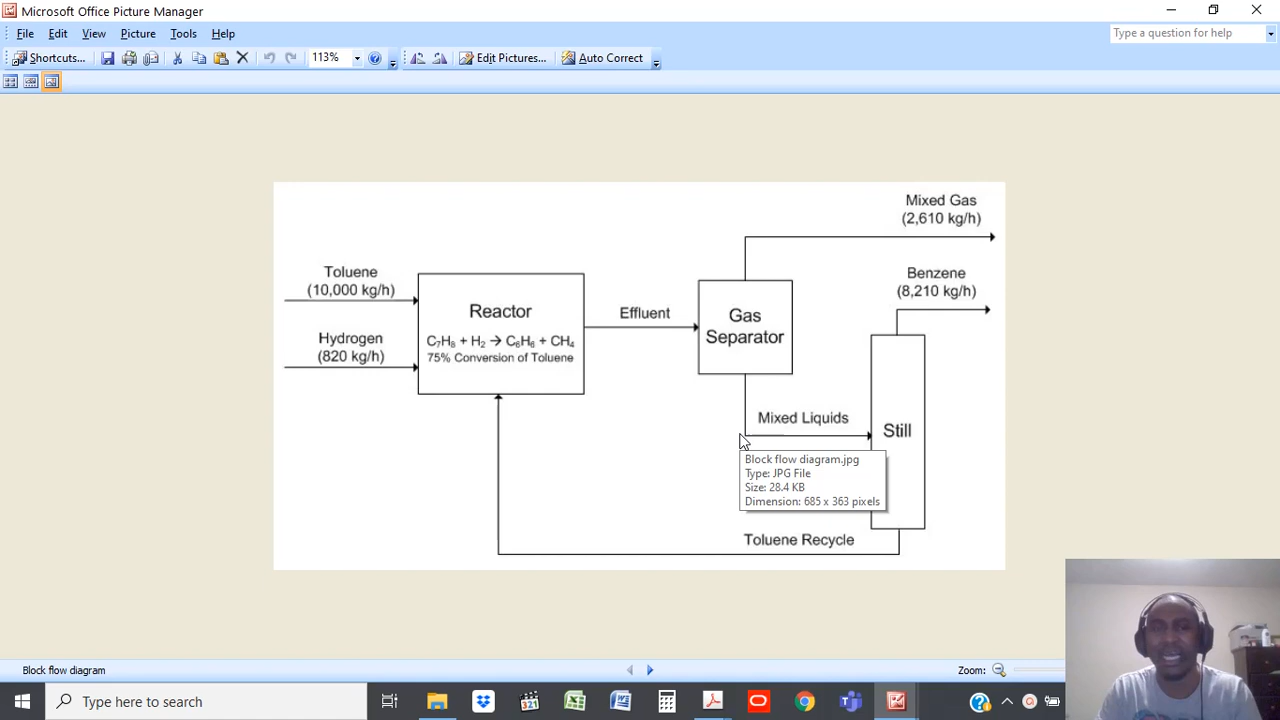 Microsoft Office Picture Manager
File Edit View Picture Tools Help
Type a question for help
Shortcuts...
113%
Edit Pictures...
Auto Correct
Mixed Gas
(2,610 kg/h)
Toluene
(10,000 kg/h)
Benzene
(8,210 kg/h)
Reactor
Effluent
Gas
Separator
Hydrogen
(820 kg/h)
C₇H₈ + H₂ → C₆H₆ + CH₄
75% Conversion of Toluene
Mixed Liquids
Still
Block flow diagram.jpg
Type: JPG File
Size: 28.4 KB
Dimension: 685 x 363 pixels
Toluene Recycle
Block flow diagram
Zoom:
Type here to search
321